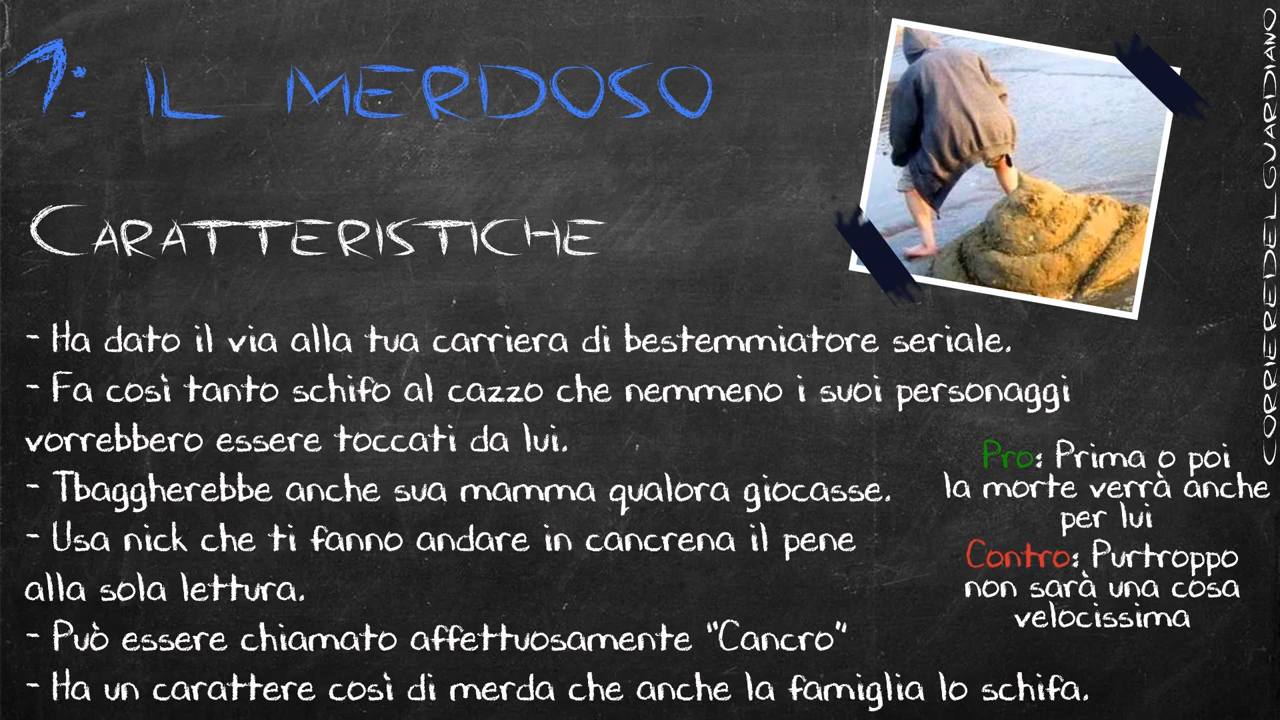 1: IL MERDOSO
CARATTERISTICHE
- Ha dato il via alla tua carriera di bestemmiatore seriale.
- Fa così tanto schifo al cazzo che nemmeno i suoi personaggi
vorrebbero essere toccati da lui.
- Tbaggherebbe anche sua mamma qualora giocasse.
- Usa nick che ti fanno andare in cancrena il pene
alla sola lettura.
- Può essere chiamato affettuosamente "Cancro"
- Ha un carattere così di merda che anche la famiglia lo schifa.
Pro: Prima o poi
la morte verrà anche
per lui
Contro: Purtroppo
non sarà una cosa
velocissima
CORRIEREDELGUARDIANO